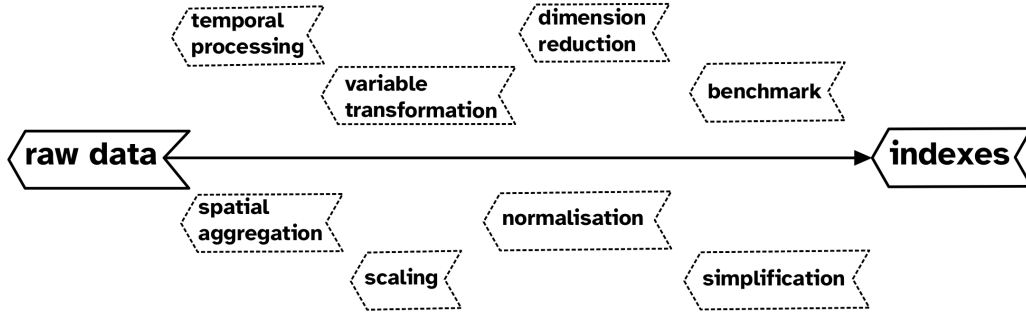 temporal
processing
dimension
reduction
variable
transformation
benchmark
raw data
indexes
spatial
aggregation
normalisation
scaling
simplification